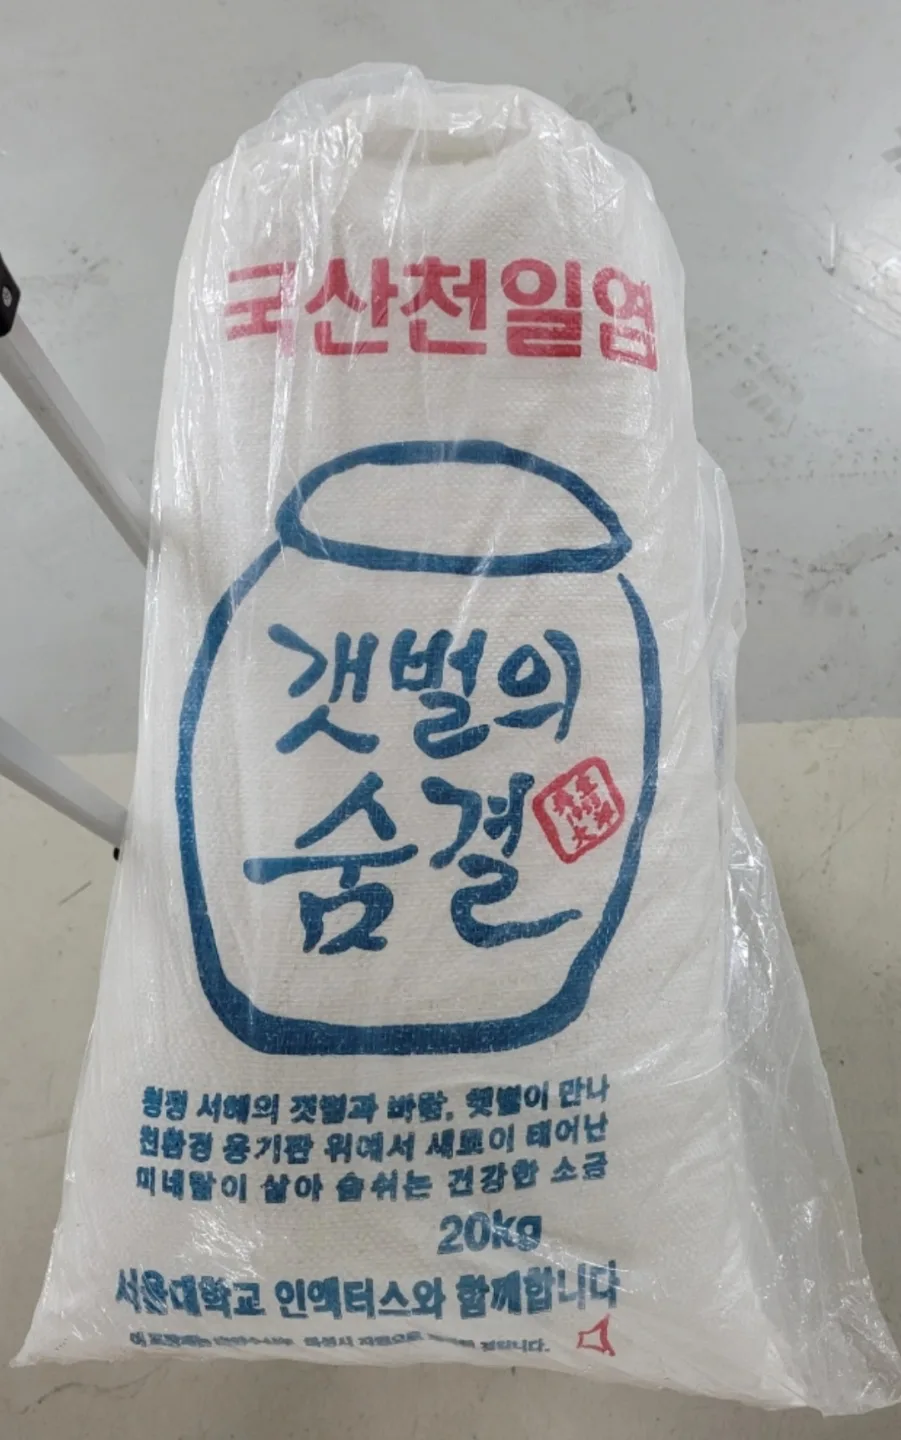 국산천일염
갯벌의
숨결
청정 서해의 갯벌과 바람, 햇볕이 만나
친환경 용기판 위에서 새로이 태어난
미네랄이 살아 숨쉬는 건강한 소금
20kg
서울대학교 인액터스와 함께합니다